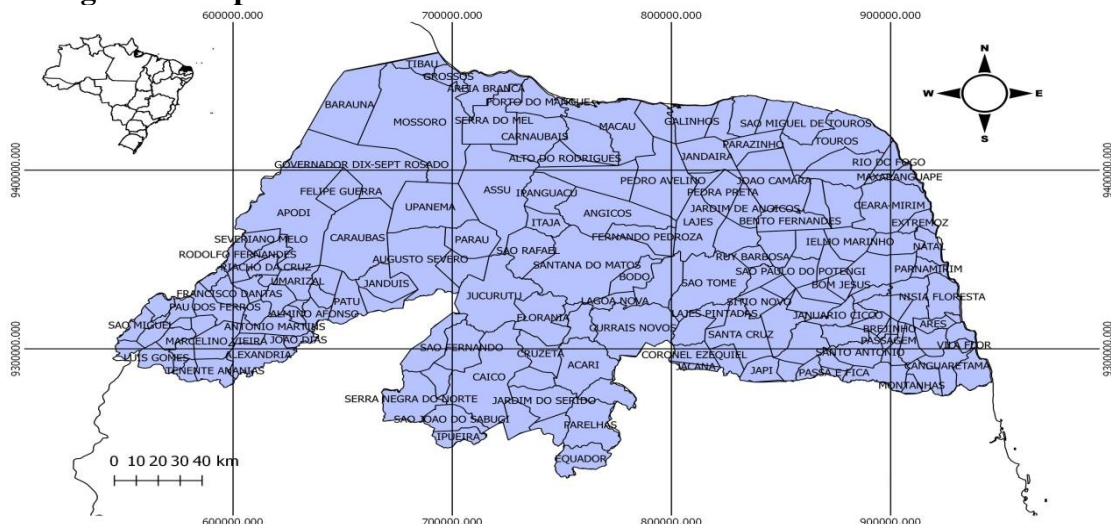 600000.000 700000.000 800000.000 900000.000
N
W E
S
TIBAU
GROSSOS
AREIA BRANCA
PORTO DO MANGUE
BARAUNA
MOSSORO
SERRA DO MEL
CARNAUBAIS
MACAU
GALINHOS
SAO MIGUEL DE TOUROS
TOUROS
PARAZINHO
ALTO DO RODRIGUES
JANDAIRA
RIO DO FOGO
GOVERNADOR DIX-SEPT ROSADO
9400000.000
9400000.000
MAXARANGUAPE
PEDRO AVELINO
JOAO CAMARA
FELIPE GUERRA
ASSU
IPANGUACU
PEDRA PRETA
UPANEMA
CEARA-MIRIM
APODI
ANGICOS
JARDIM DE ANGICOS
ITAJA
LAJES
BENTO FERNANDES
EXTREMOZ
SEVERIANO MELO
CARAUBAS
PARAU
FERNANDO PEDROZA
IELMO MARINHO
NATAL
RODOLFO FERNANDES
SAO RAFAEL
RUY BARBOSA
AUGUSTO SEVERO
RIACHO DA CRUZ
SANTANA DO MATOS
SAO PAULO DO POTENGI
PARNAMIRIM
BODO
UMARIZAL
JANDUIS
SAO TOME
BOM JESUS
FRANCISCO DANTAS
JUCURUTU
NISIA FLORESTA
PATU
LAGOA NOVA
SITIO NOVO
PAU DOS FERROS
ALMINO AFONSO
FLORANIA
LAJES PINTADAS
JANUARIO CICCO
SAO MIGUEL
ANTONIO MARTINS
CURRAIS NOVOS
BREJINHO
ARES
SANTA CRUZ
MARCELINO VIEIRA
JOAO DIAS
PASSAGEM
SAO FERNANDO
VILA FLOR
9300000.000
9300000.000
LUIS GOMES
ALEXANDRIA
CRUZETA
CORONEL EZEQUIEL
SANTO ANTONIO
ACARI
JACANA
CANGUARETAMA
TENENTE ANANIAS
JAPI
PASSA E FICA
CAICO
MONTANHAS
SERRA NEGRA DO NORTE
JARDIM DO SERIDO
SAO JOAO DO SABUGI
PARELHAS
IPUEIRA
EQUADOR
0 10 20 30 40 km
600000.000 700000.000 800000.000 900000.000